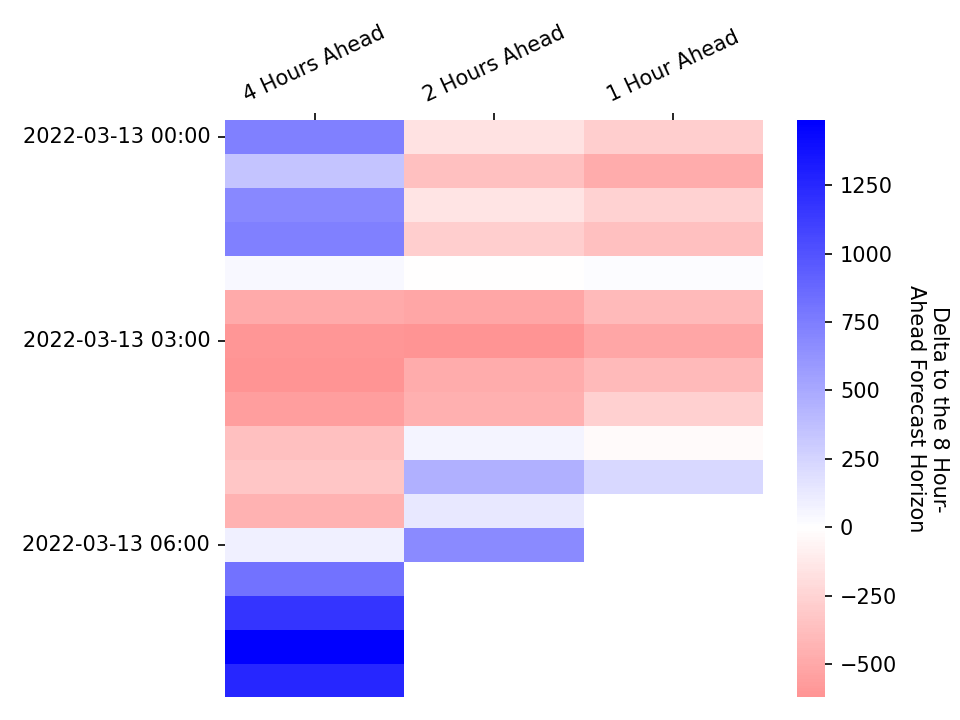 4 Hours Ahead
2 Hours Ahead
1 Hour Ahead
2022-03-13 00:00
2022-03-13 03:00
2022-03-13 06:00
1250
1000
750
500
250
0
−250
−500
Delta to the 8 Hour-
Ahead Forecast Horizon